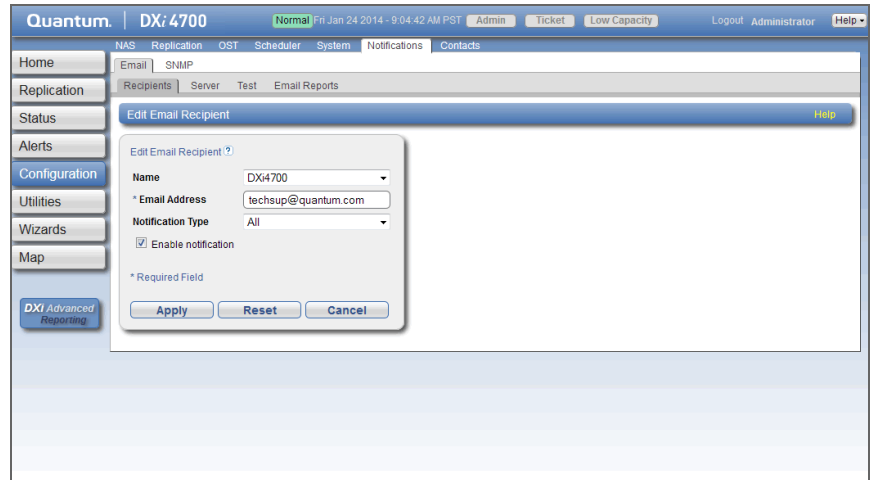 Quantum. DXi 4700 Normal Fri Jan 24 2014 - 9:04:42 AM PST Admin Ticket Low Capacity Logout Administrator Help
NAS Replication OST Scheduler System Notifications Contacts
Home
Replication
Status
Alerts
Configuration
Utilities
Wizards
Map
DXi Advanced
Reporting
Email SNMP
Recipients Server Test Email Reports
Edit Email Recipient Help
Edit Email Recipient ?
Name DXi4700
* Email Address techsup@quantum.com
Notification Type All
Enable notification
* Required Field
Apply Reset Cancel